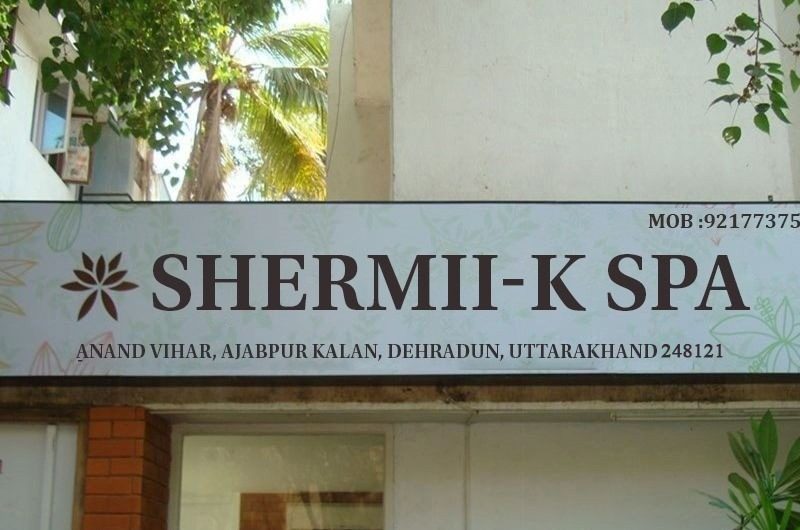 MOB :92177375
SHERMII-K SPA
ANAND VIHAR, AJABPUR KALAN, DEHRADUN, UTTARAKHAND 248121